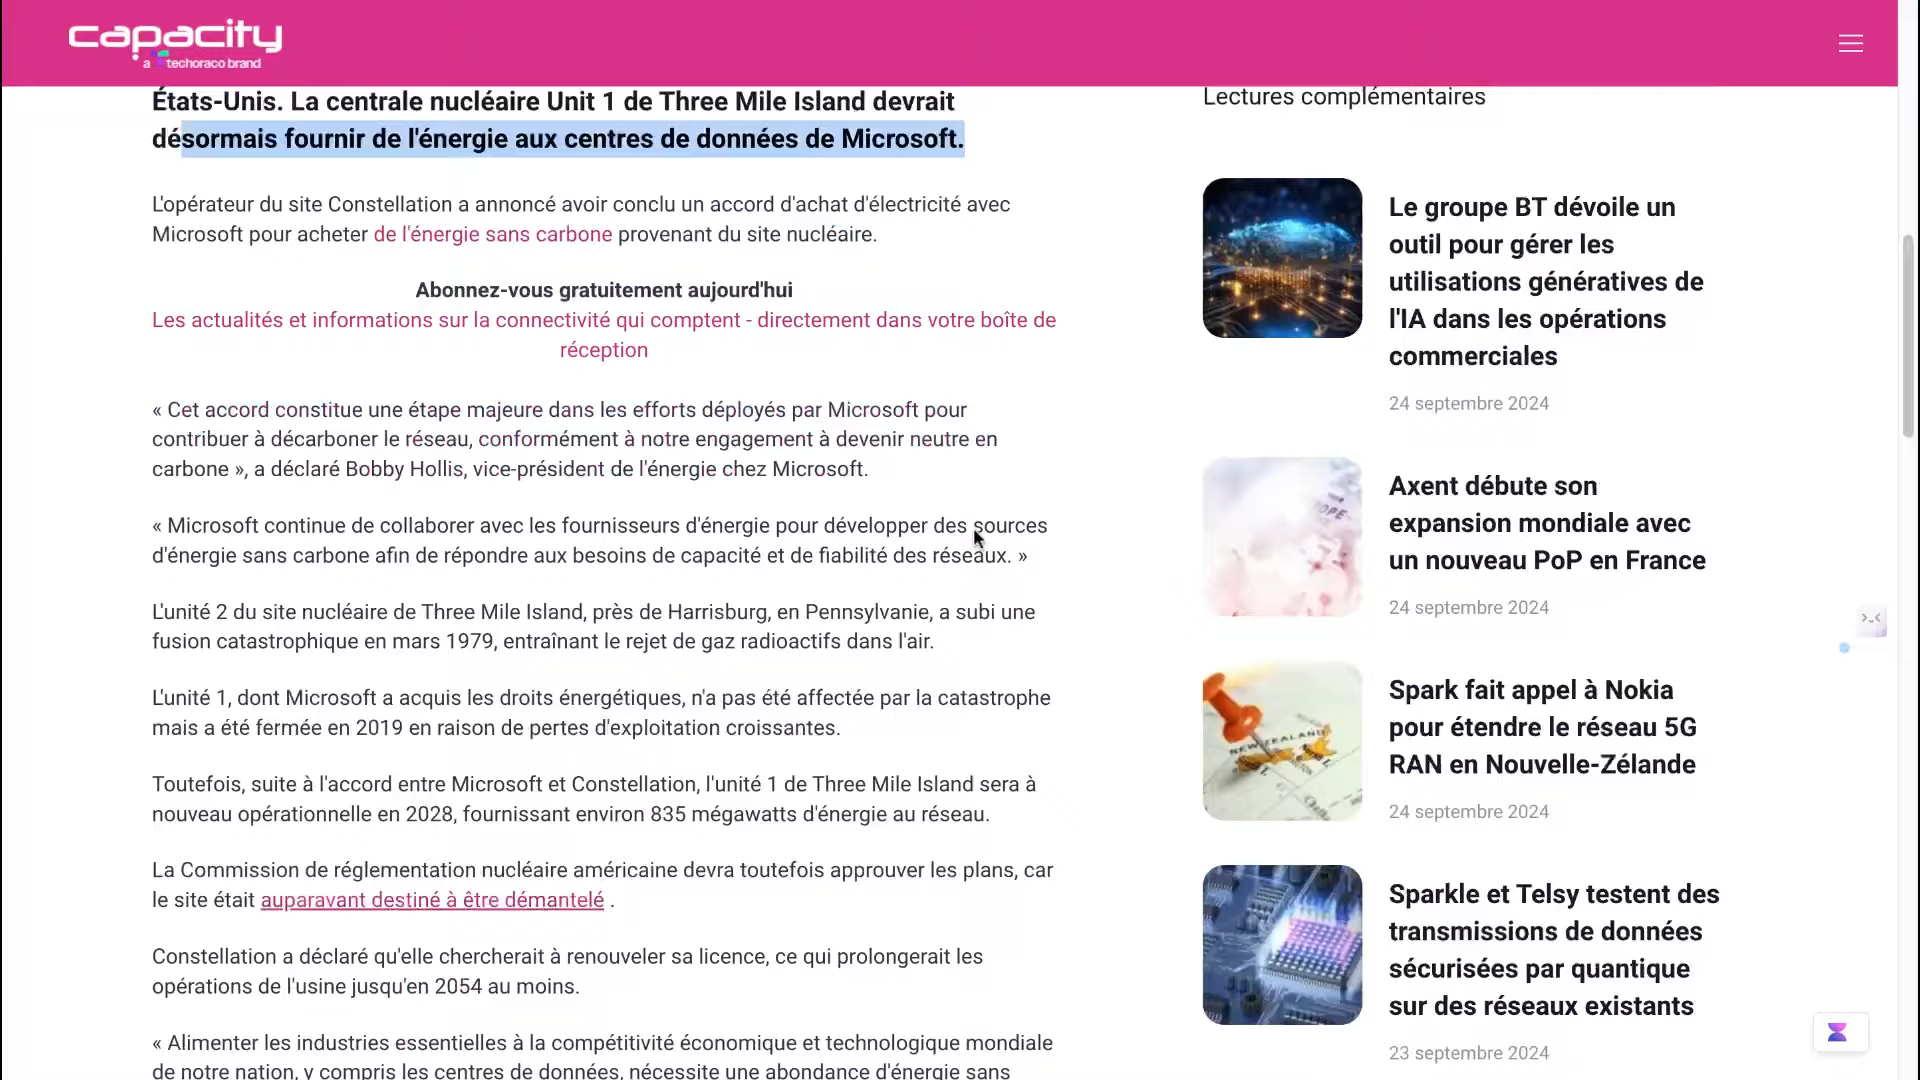 capacity
a techoraco brand
États-Unis. La centrale nucléaire Unit 1 de Three Mile Island devrait
désormais fournir de l'énergie aux centres de données de Microsoft.
L'opérateur du site Constellation a annoncé avoir conclu un accord d'achat d'électricité avec
Microsoft pour acheter de l'énergie sans carbone provenant du site nucléaire.
Abonnez-vous gratuitement aujourd'hui
Les actualités et informations sur la connectivité qui comptent - directement dans votre boîte de
réception
« Cet accord constitue une étape majeure dans les efforts déployés par Microsoft pour
contribuer à décarboner le réseau, conformément à notre engagement à devenir neutre en
carbone », a déclaré Bobby Hollis, vice-président de l'énergie chez Microsoft.
« Microsoft continue de collaborer avec les fournisseurs d'énergie pour développer des sources
d'énergie sans carbone afin de répondre aux besoins de capacité et de fiabilité des réseaux. »
L'unité 2 du site nucléaire de Three Mile Island, près de Harrisburg, en Pennsylvanie, a subi une
fusion catastrophique en mars 1979, entraînant le rejet de gaz radioactifs dans l'air.
L'unité 1, dont Microsoft a acquis les droits énergétiques, n'a pas été affectée par la catastrophe
mais a été fermée en 2019 en raison de pertes d'exploitation croissantes.
Toutefois, suite à l'accord entre Microsoft et Constellation, l'unité 1 de Three Mile Island sera à
nouveau opérationnelle en 2028, fournissant environ 835 mégawatts d'énergie au réseau.
La Commission de réglementation nucléaire américaine devra toutefois approuver les plans, car
le site était auparavant destiné à être démantelé .
Constellation a déclaré qu'elle chercherait à renouveler sa licence, ce qui prolongerait les
opérations de l'usine jusqu'en 2054 au moins.
« Alimenter les industries essentielles à la compétitivité économique et technologique mondiale
de notre nation, y compris les centres de données, nécessite une abondance d'énergie sans
Lectures complémentaires
Le groupe BT dévoile un
outil pour gérer les
utilisations génératives de
l'IA dans les opérations
commerciales
24 septembre 2024
Axent débute son
expansion mondiale avec
un nouveau PoP en France
24 septembre 2024
NEW ZEALAND
Spark fait appel à Nokia
pour étendre le réseau 5G
RAN en Nouvelle-Zélande
24 septembre 2024
Sparkle et Telsy testent des
transmissions de données
sécurisées par quantique
sur des réseaux existants
23 septembre 2024